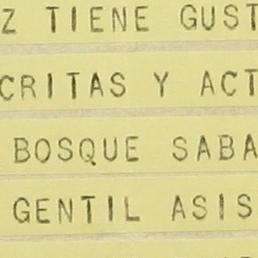 Z TIENE GUST
CRITAS Y ACT
BOSQUE SABA
GENTIL ASIS